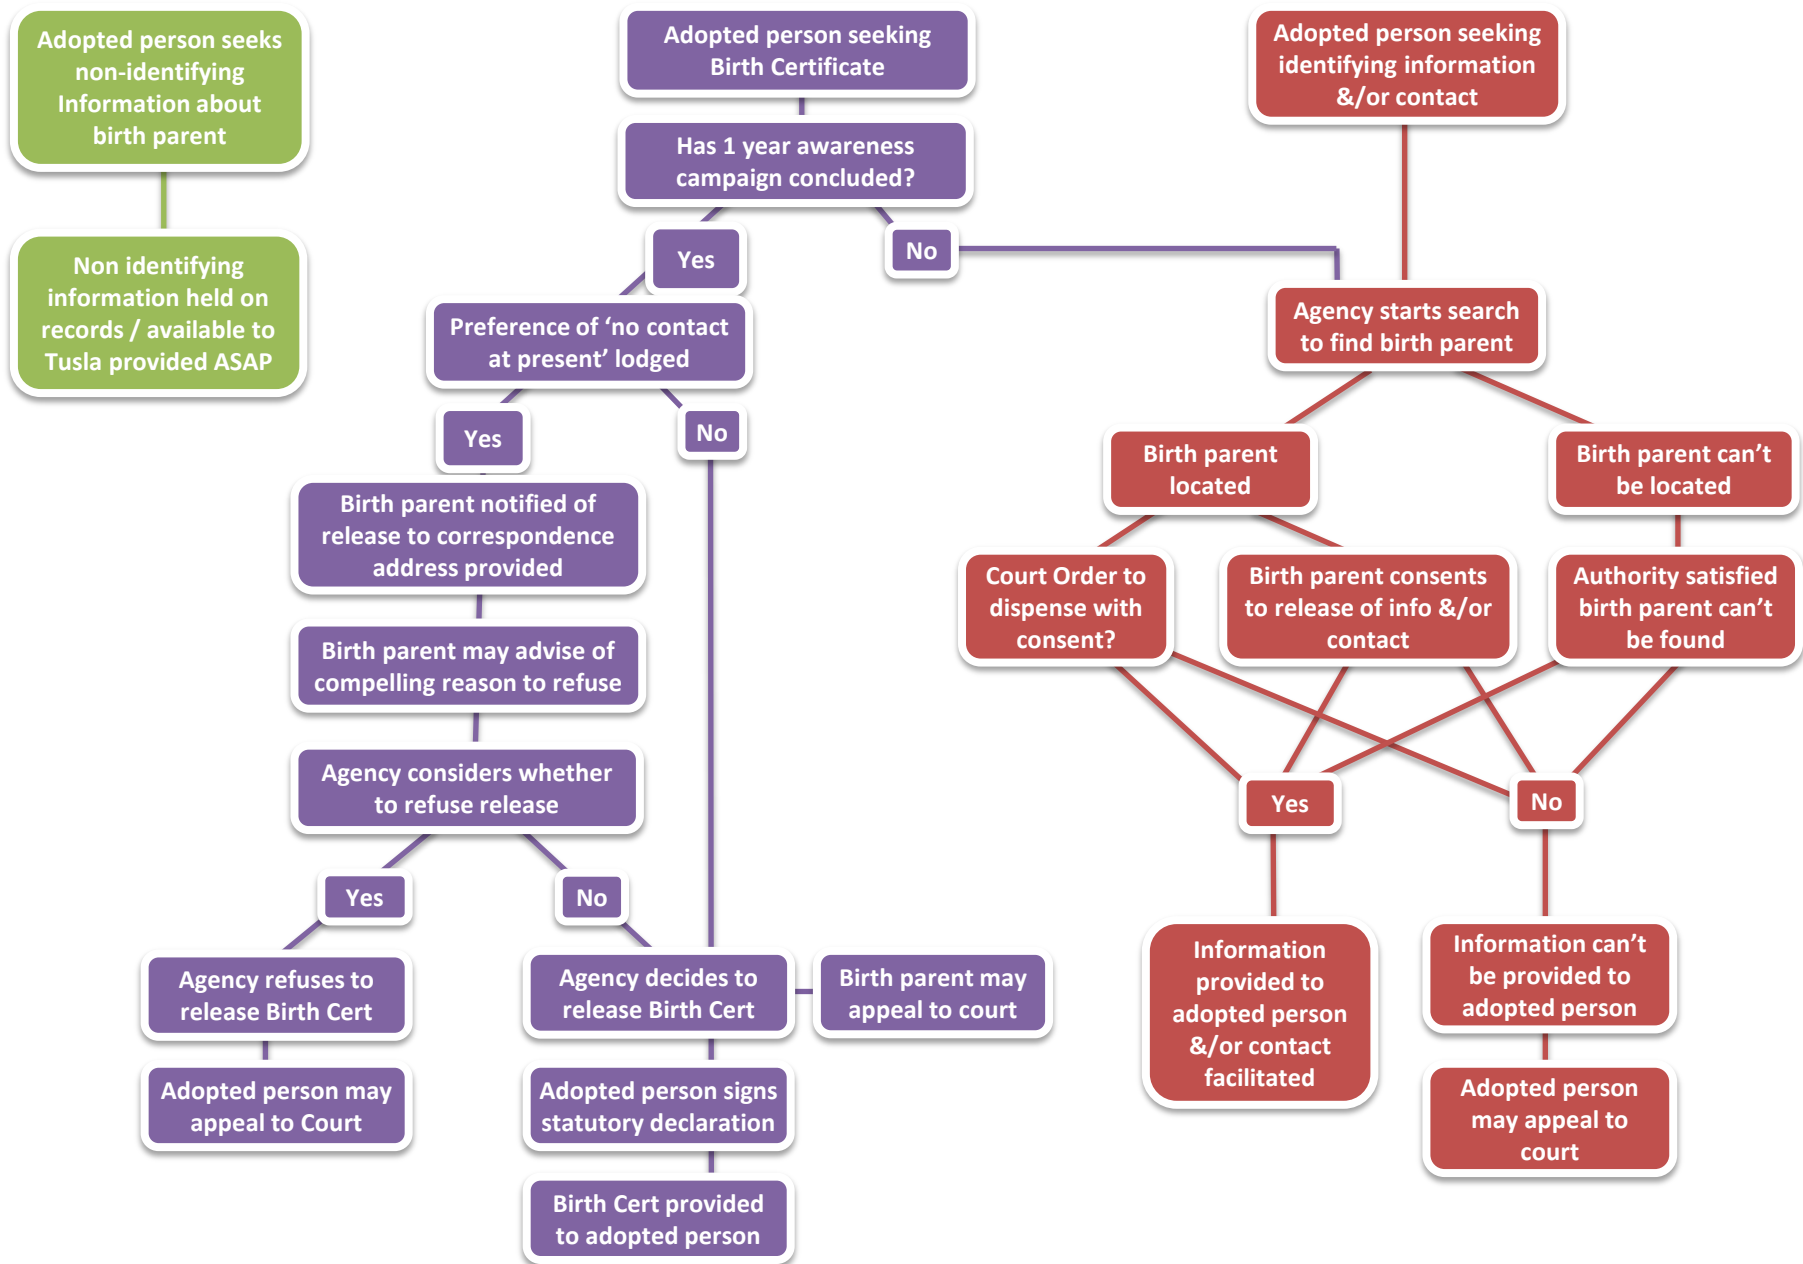 Adopted person seeks
non-identifying
Information about
birth parent
Non identifying
information held on
records / available to
Tusla provided ASAP
Adopted person seeking
Birth Certificate
Has 1 year awareness
campaign concluded?
Yes
No
Preference of ‘no contact
at present’ lodged
Yes
No
Birth parent notified of
release to correspondence
address provided
Birth parent may advise of
compelling reason to refuse
Agency considers whether
to refuse release
Yes
No
Agency refuses to
release Birth Cert
Adopted person may
appeal to Court
Agency decides to
release Birth Cert
Birth parent may
appeal to court
Adopted person signs
statutory declaration
Birth Cert provided
to adopted person
Adopted person seeking
identifying information
&/or contact
Agency starts search
to find birth parent
Birth parent
located
Birth parent can’t
be located
Court Order to
dispense with
consent?
Birth parent consents
to release of info &/or
contact
Authority satisfied
birth parent can’t
be found
Yes
No
Information
provided to
adopted person
&/or contact
facilitated
Information can’t
be provided to
adopted person
Adopted person
may appeal to
court